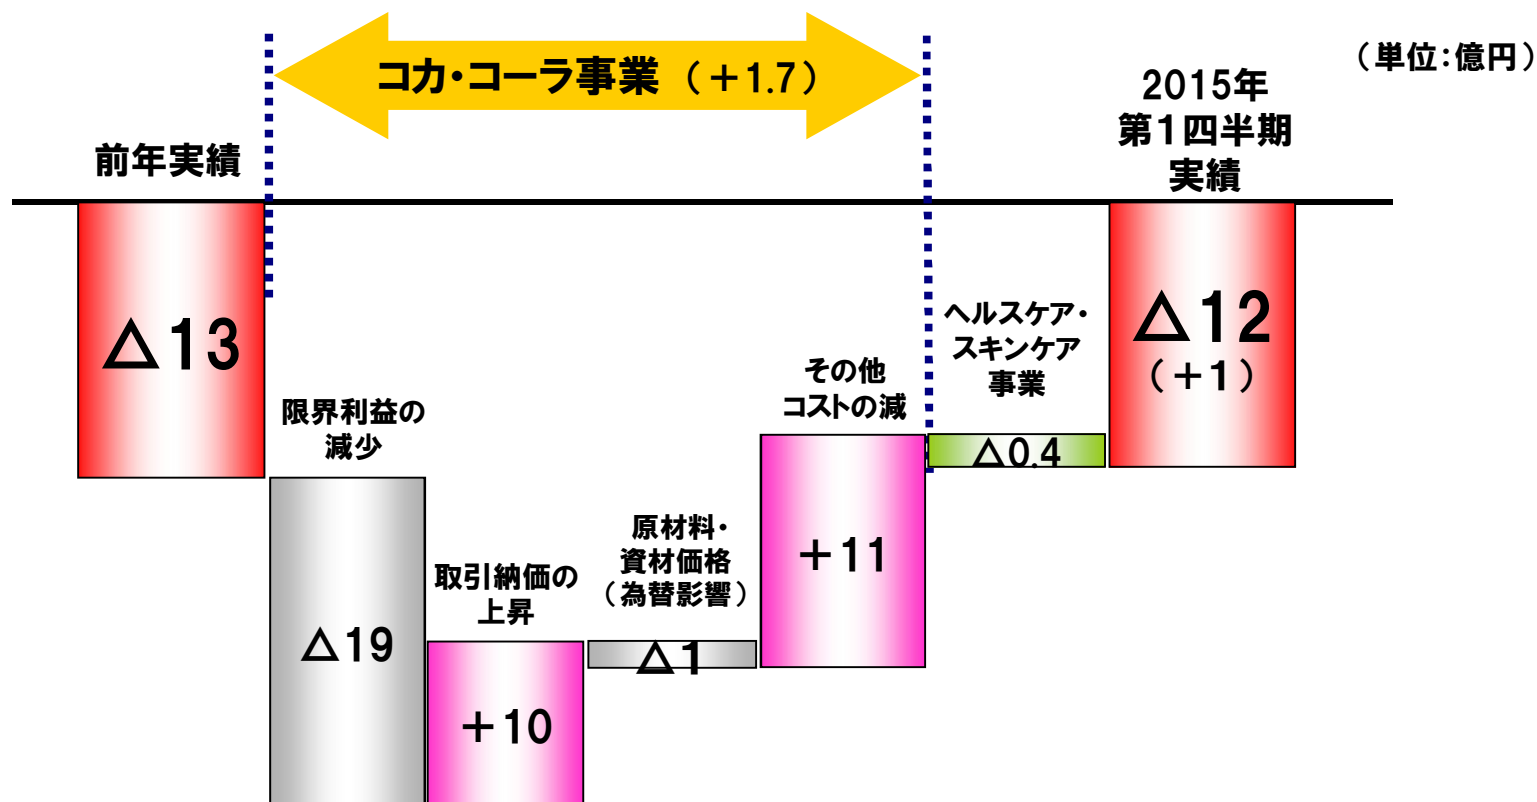 コカ・コーラ事業（＋1.7）
（単位：億円）
前年実績
2015年
第1四半期
実績
△13
限界利益の
減少
△19
取引納価の
上昇
＋10
原材料・
資材価格
（為替影響）
△1
その他
コストの減
＋11
ヘルスケア・
スキンケア
事業
△0.4
△12
（＋1）